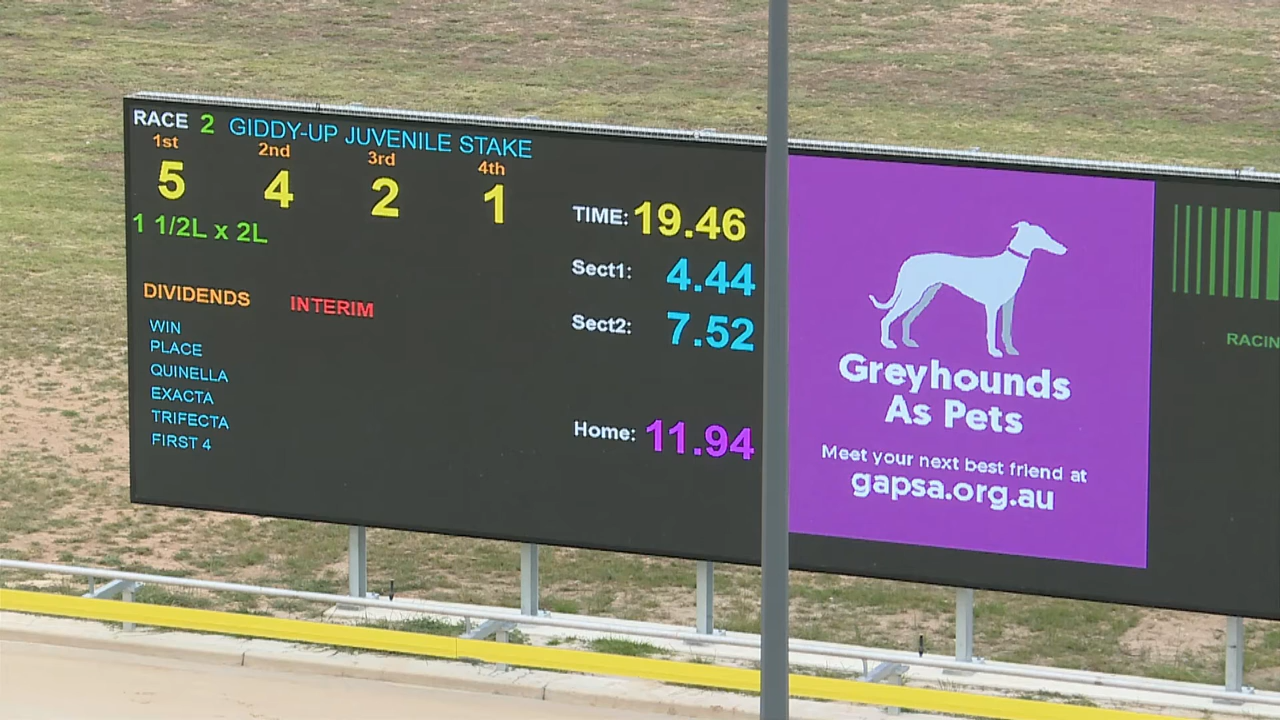 RACE 2 GIDDY-UP JUVENILE STAKE
1st 2nd 3rd 4th
5 4 2 1
1 1/2L x 2L
TIME: 19.46
Sect1: 4.44
Sect2: 7.52
Home: 11.94
DIVIDENDS INTERIM
WIN
PLACE
QUINELLA
EXACTA
TRIFECTA
FIRST 4
Greyhounds
As Pets
Meet your next best friend at
gapsa.org.au
RACIN